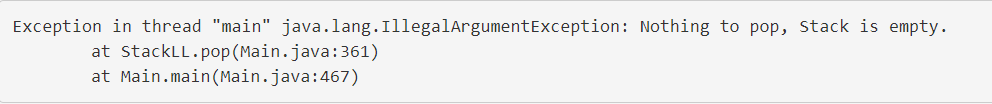 Exception in thread "main" java.lang.IllegalArgumentException: Nothing to pop, Stack is empty.
at StackLL.pop(Main.java:361)
at Main.main(Main.java:467)